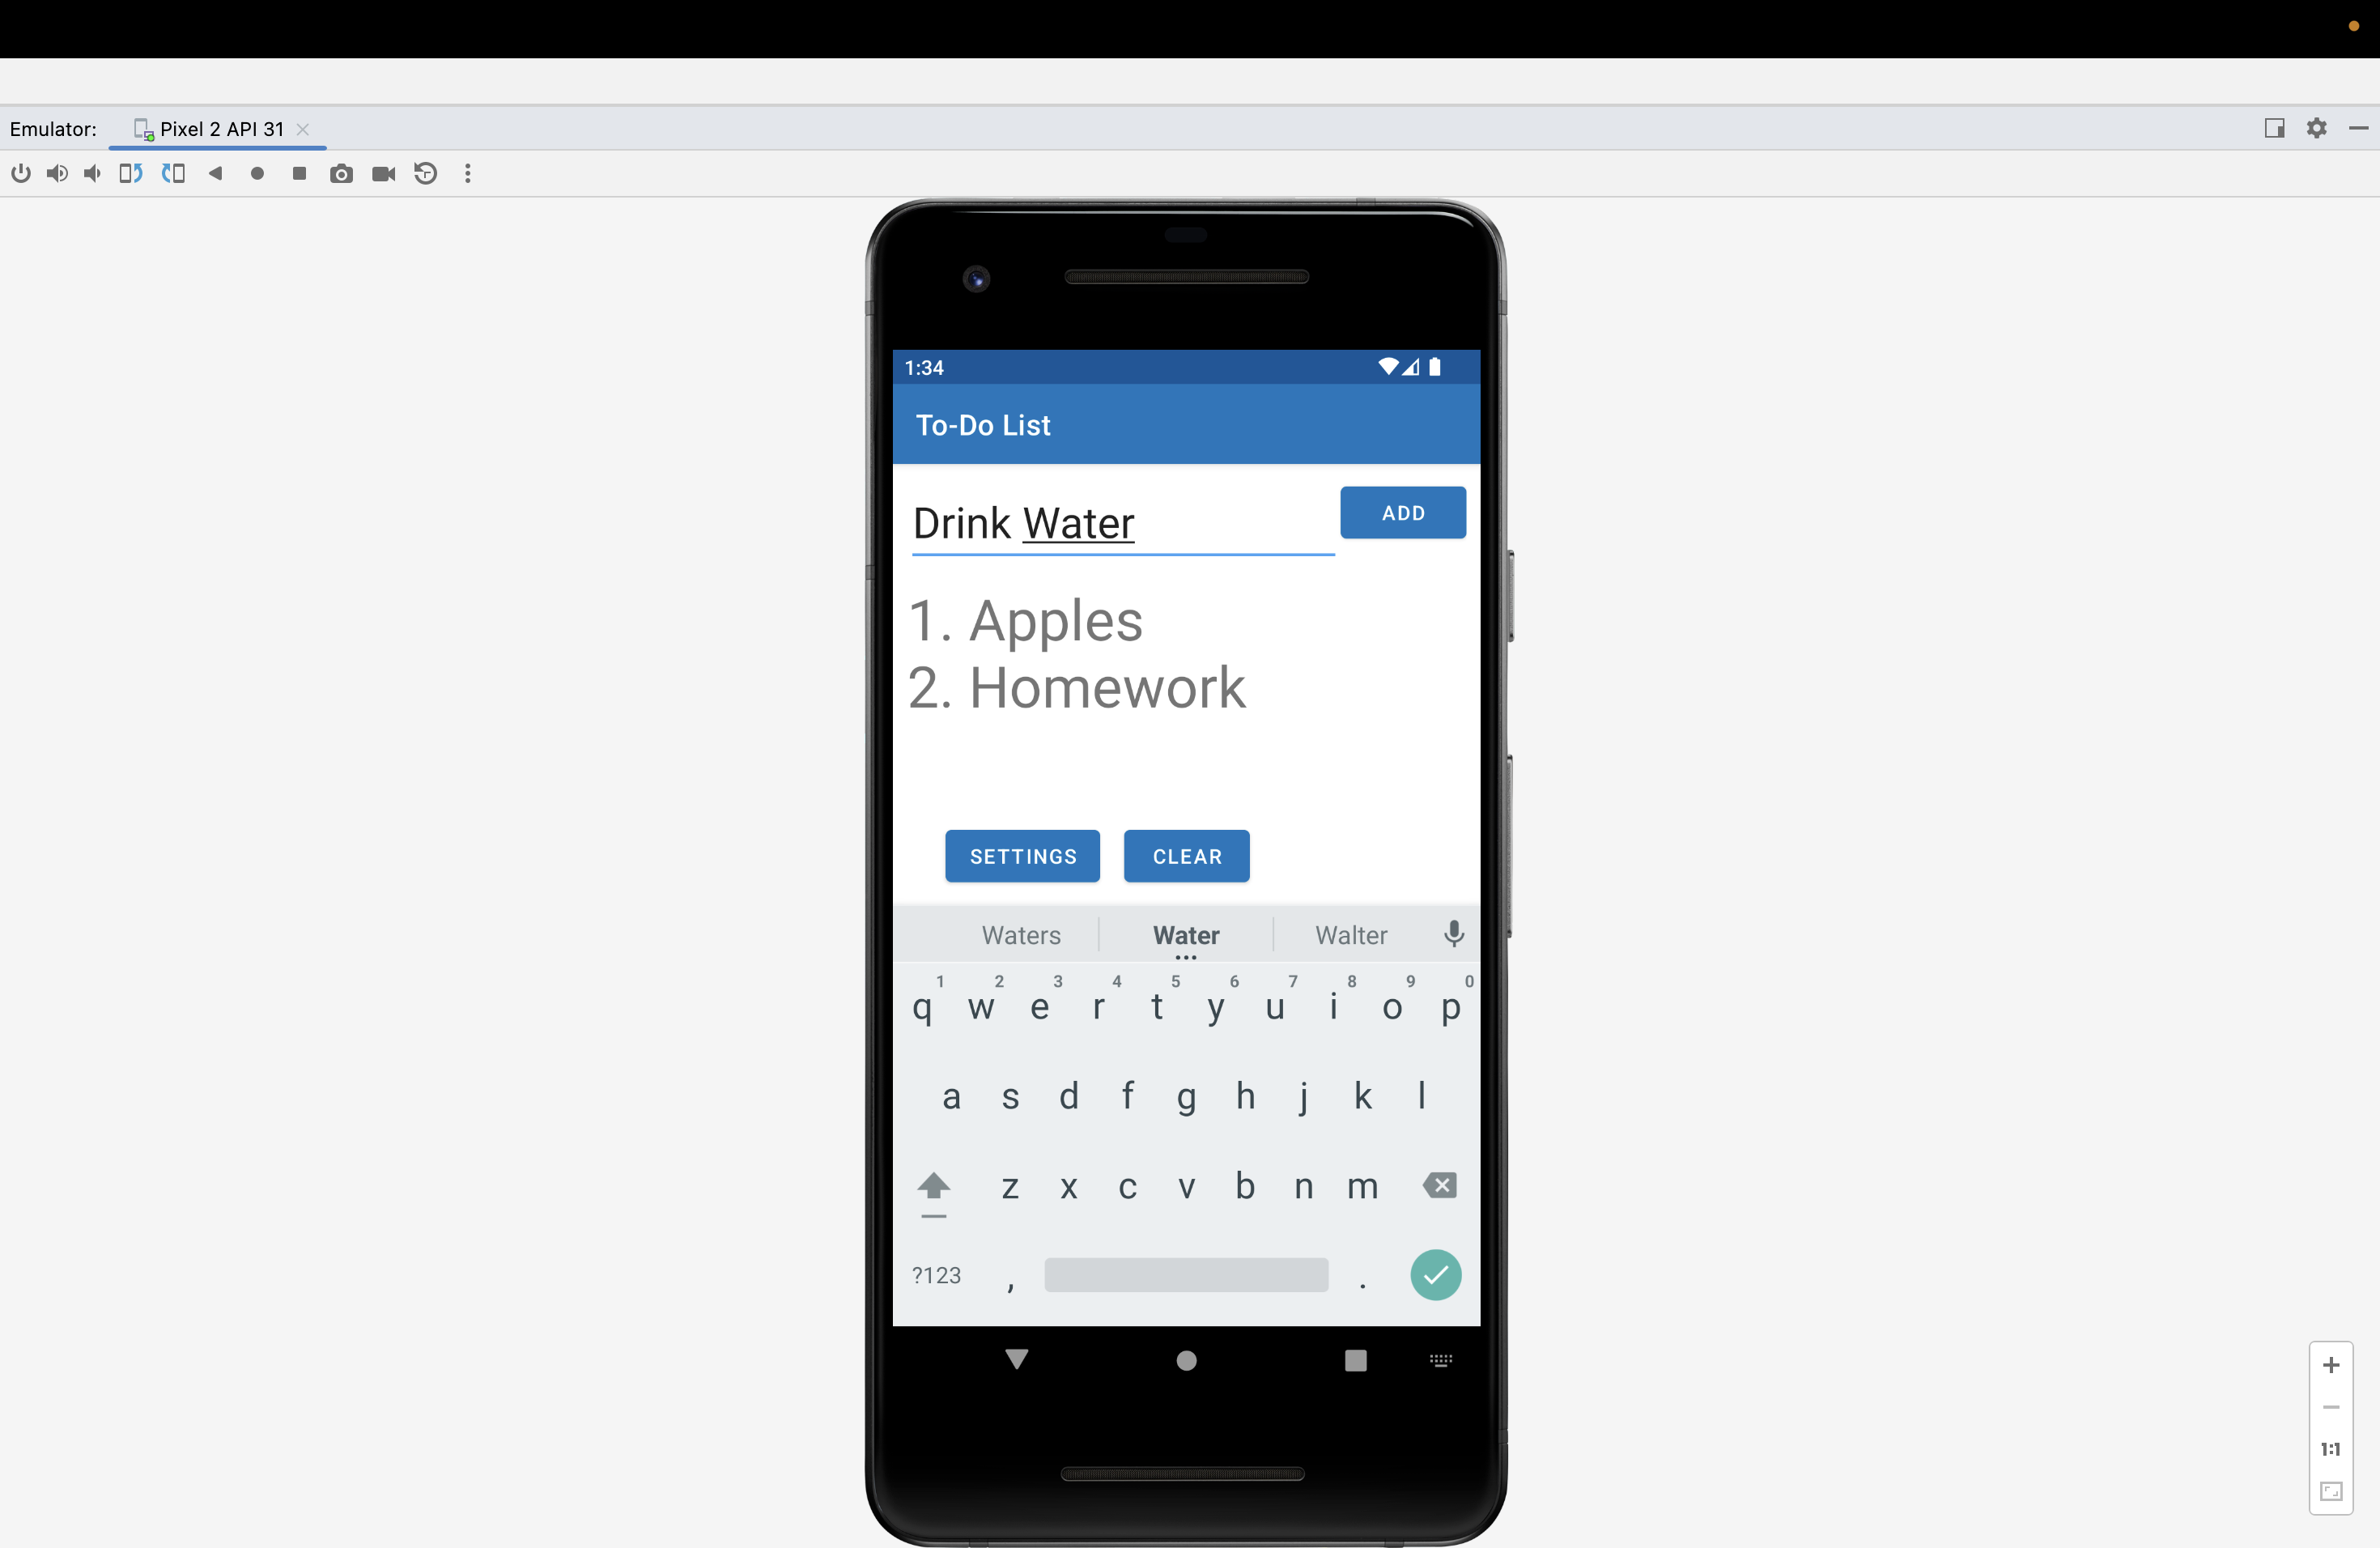 Emulator: Pixel 2 API 31
1:34
To-Do List
Drink Water
ADD
1. Apples
2. Homework
SETTINGS CLEAR
Waters Water Walter
1 2 3 4 5 6 7 8 9 0
q w e r t y u i o p
a s d f g h j k l
z x c v b n m
?123 , .
1:1